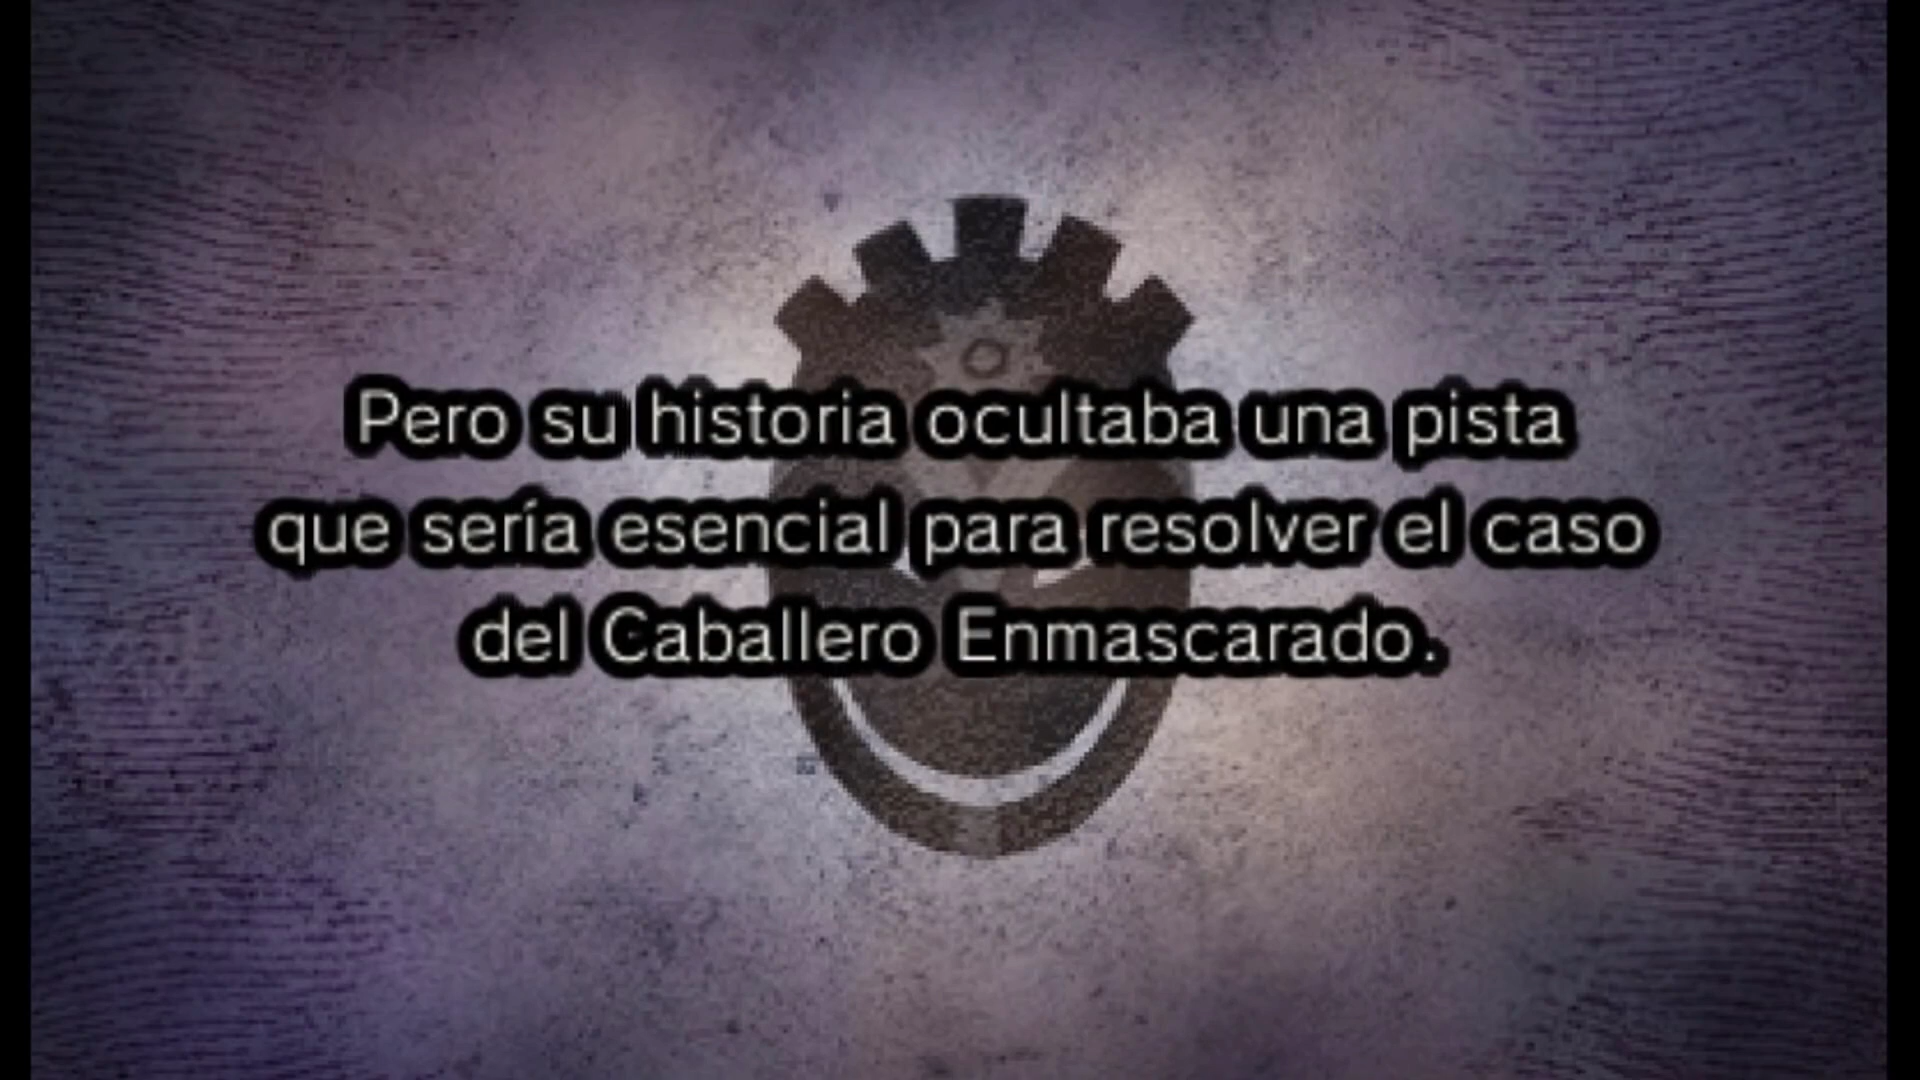 Pero su historia ocultaba una pista
que sería esencial para resolver el caso
del Caballero Enmascarado.